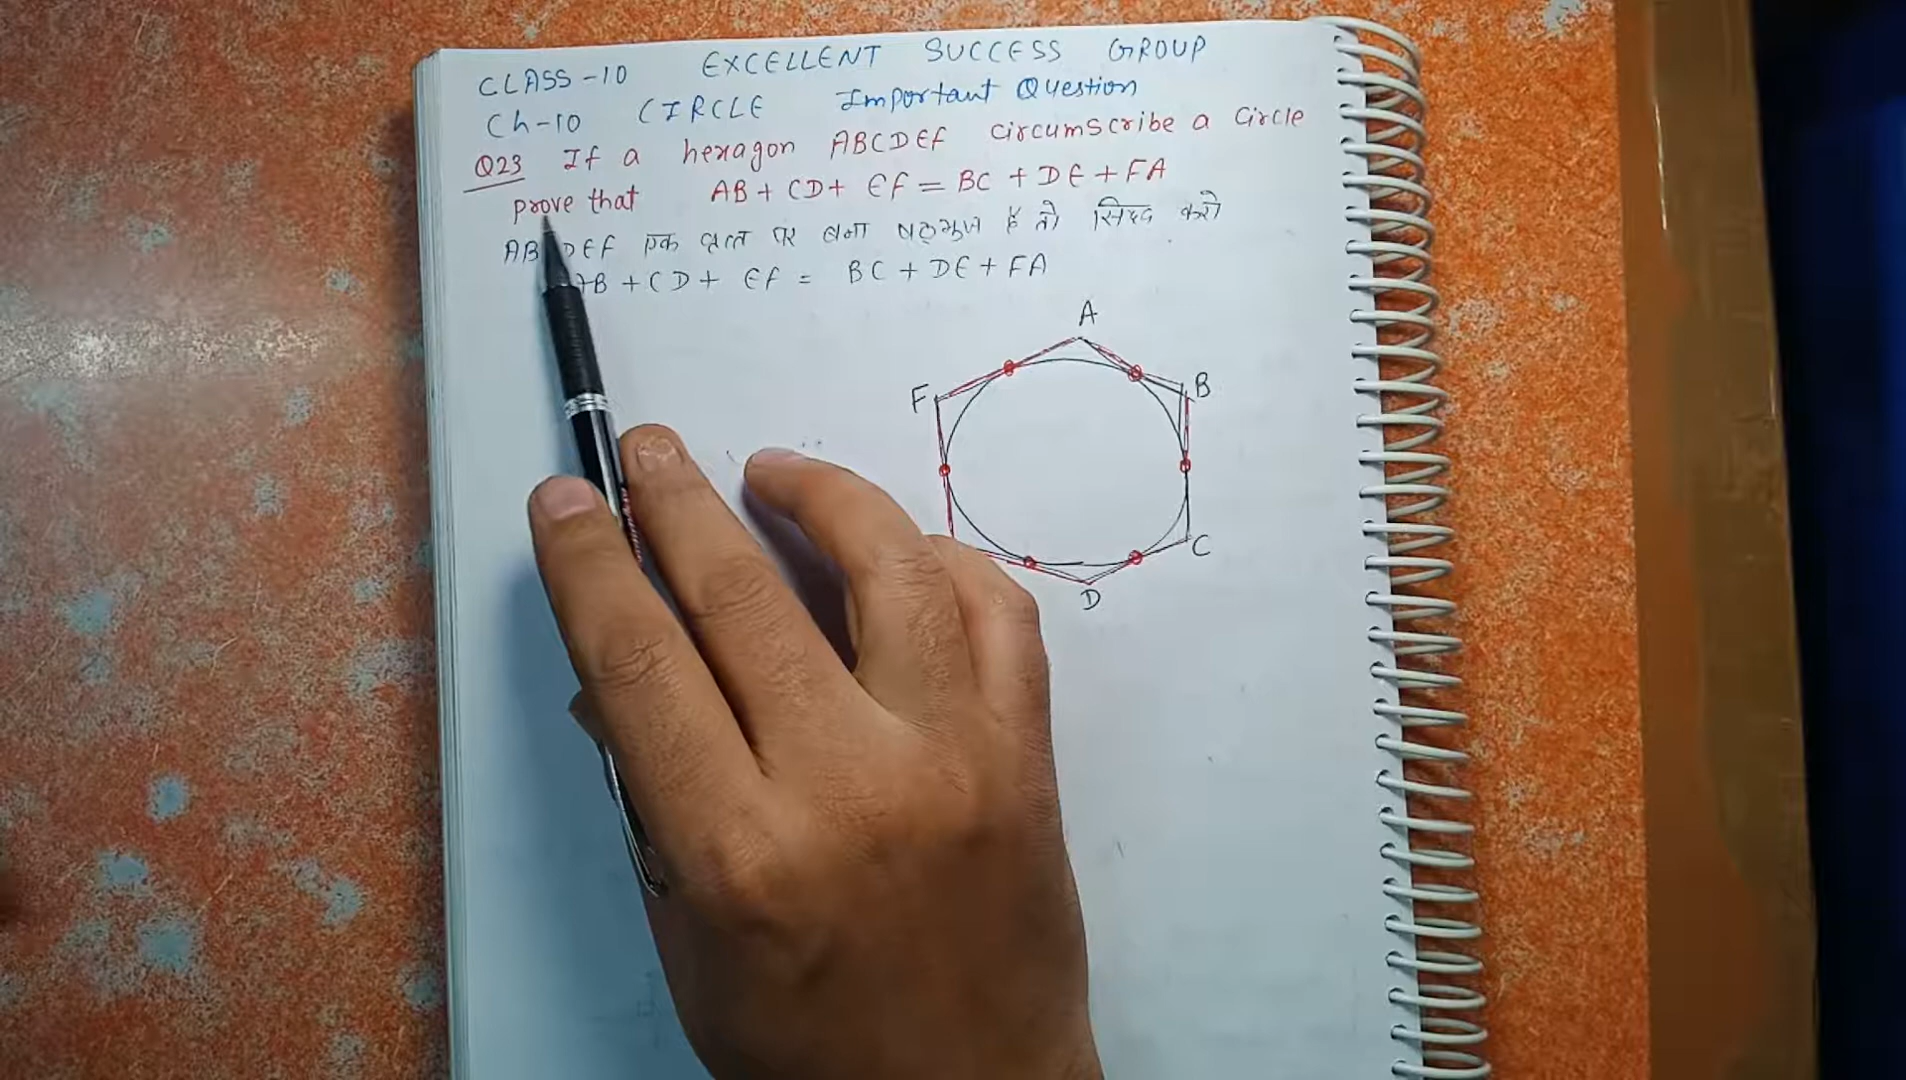 CLASS-10 EXCELLENT SUCCESS GROUP
Ch-10 CIRCLE Important Question
Q23 If a hexagon ABCDEF circumscribe a circle
prove that AB + CD + EF = BC + DE + FA
DEF एक वृत्त पर बना षट्भुज है तो सिद्ध करो
AB + CD + EF = BC + DE + FA
A
F
B
C
D